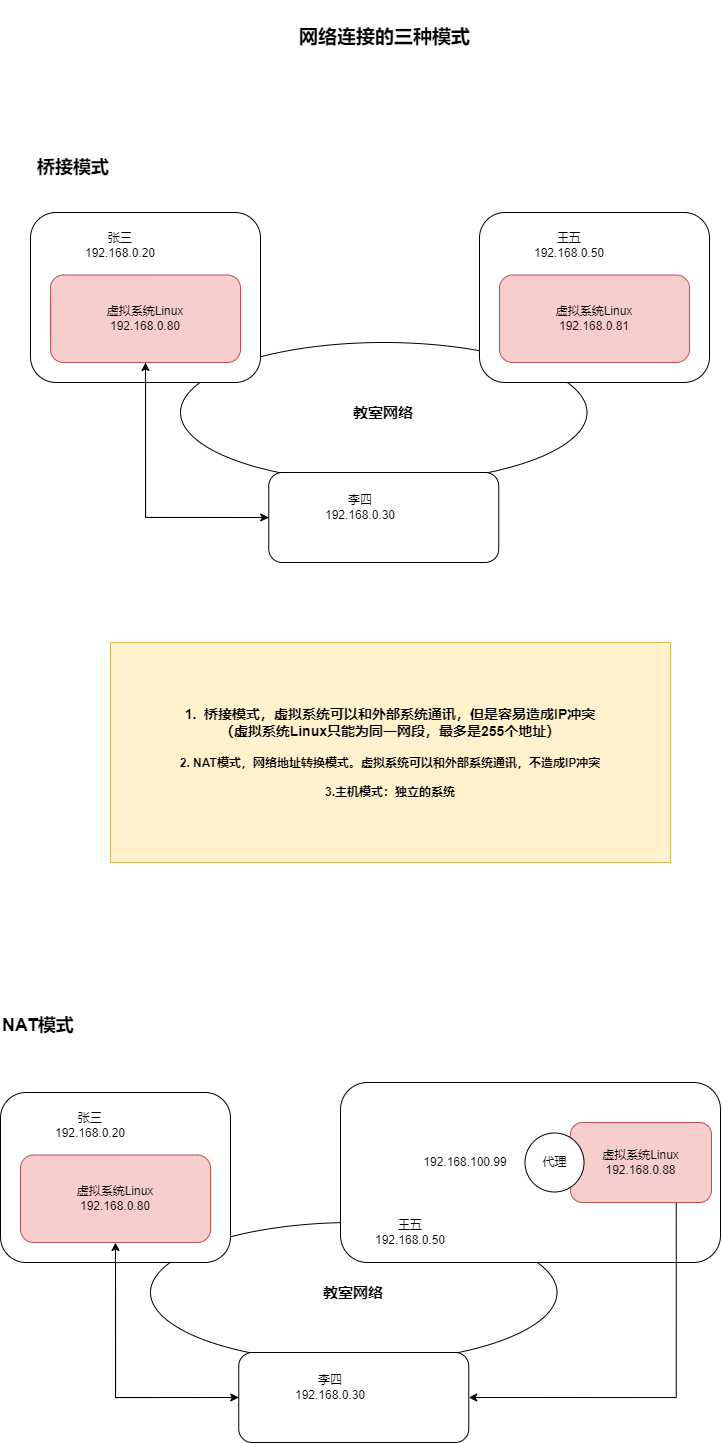 网络连接的三种模式
桥接模式
张三
192.168.0.20
虚拟系统Linux
192.168.0.80
王五
192.168.0.50
虚拟系统Linux
192.168.0.81
教室网络
李四
192.168.0.30
1. 桥接模式，虚拟系统可以和外部系统通讯，但是容易造成IP冲突
（虚拟系统Linux只能为同一网段，最多是255个地址）
2. NAT模式，网络地址转换模式。虚拟系统可以和外部系统通讯，不造成IP冲突
3.主机模式：独立的系统
NAT模式
张三
192.168.0.20
虚拟系统Linux
192.168.0.80
192.168.100.99
代理
虚拟系统Linux
192.168.0.88
王五
192.168.0.50
教室网络
李四
192.168.0.30